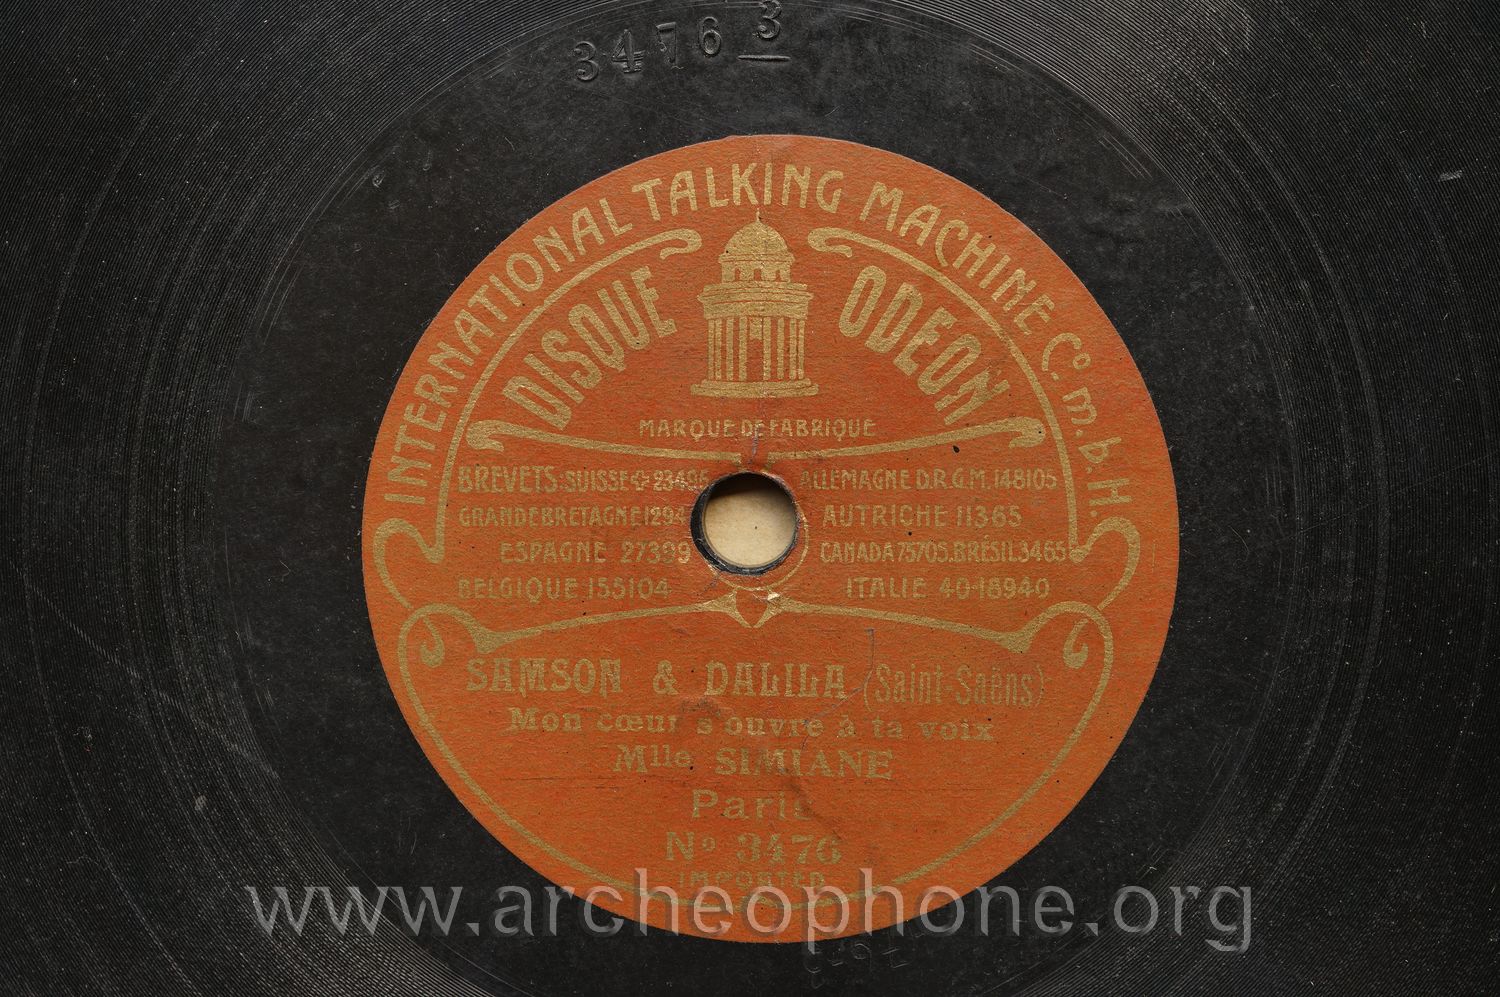 3476 3
INTERNATIONAL TALKING MACHINE Co. m. b. H.
DISQUE ODEON
MARQUE DE FABRIQUE
BREVETS: SUISSE ✚ 23496 ALLEMAGNE D.R.G.M. 148105
GRANDE BRETAGNE 1294 AUTRICHE 11365
ESPAGNE 27399 CANADA 75705. BRÉSIL 3465
BELGIQUE 155104 ITALIE 40-18940
SAMSON & DALILA (Saint-Saëns)
Mon cœur s'ouvre à ta voix
Mlle SIMIANE
Paris
No 3476
IMPORTED
www.archeophone.org